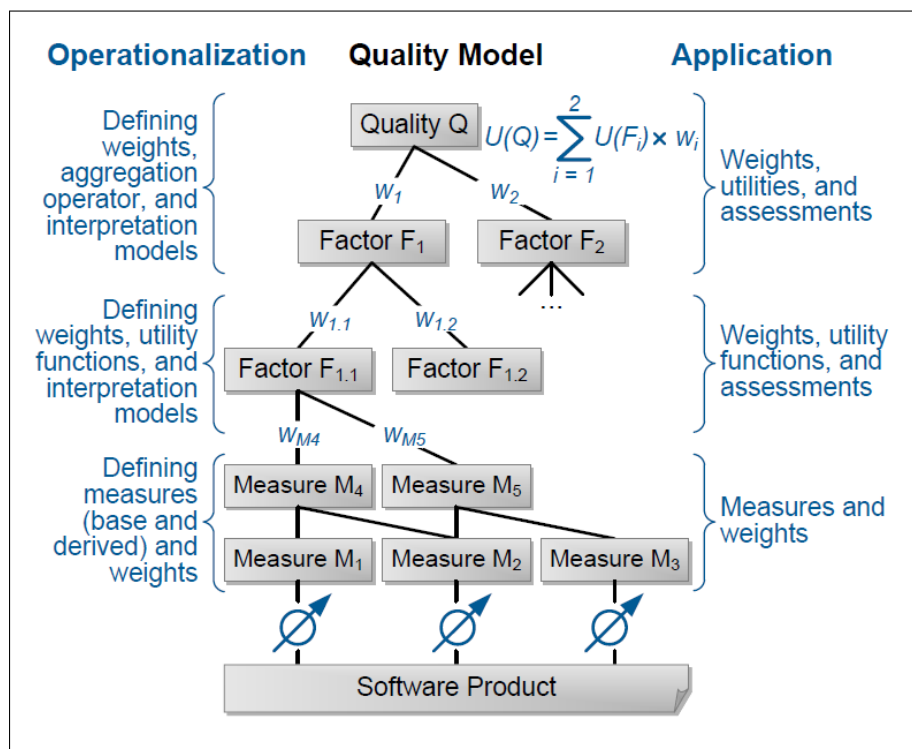 Operationalization Quality Model Application
Defining
weights,
aggregation
operator, and
interpretation
models
Quality Q
U(Q) = ∑ U(Fᵢ) × wᵢ
2
i = 1
Weights,
utilities, and
assessments
w₁ w₂
Factor F₁ Factor F₂
...
Defining
weights, utility
functions, and
interpretation
models
w₁.₁ w₁.₂
Factor F₁.₁ Factor F₁.₂
Weights, utility
functions, and
assessments
w_M4 w_M5
Defining
measures
(base and
derived) and
weights
Measure M₄ Measure M₅
Measure M₁ Measure M₂ Measure M₃
Measures and
weights
Software Product